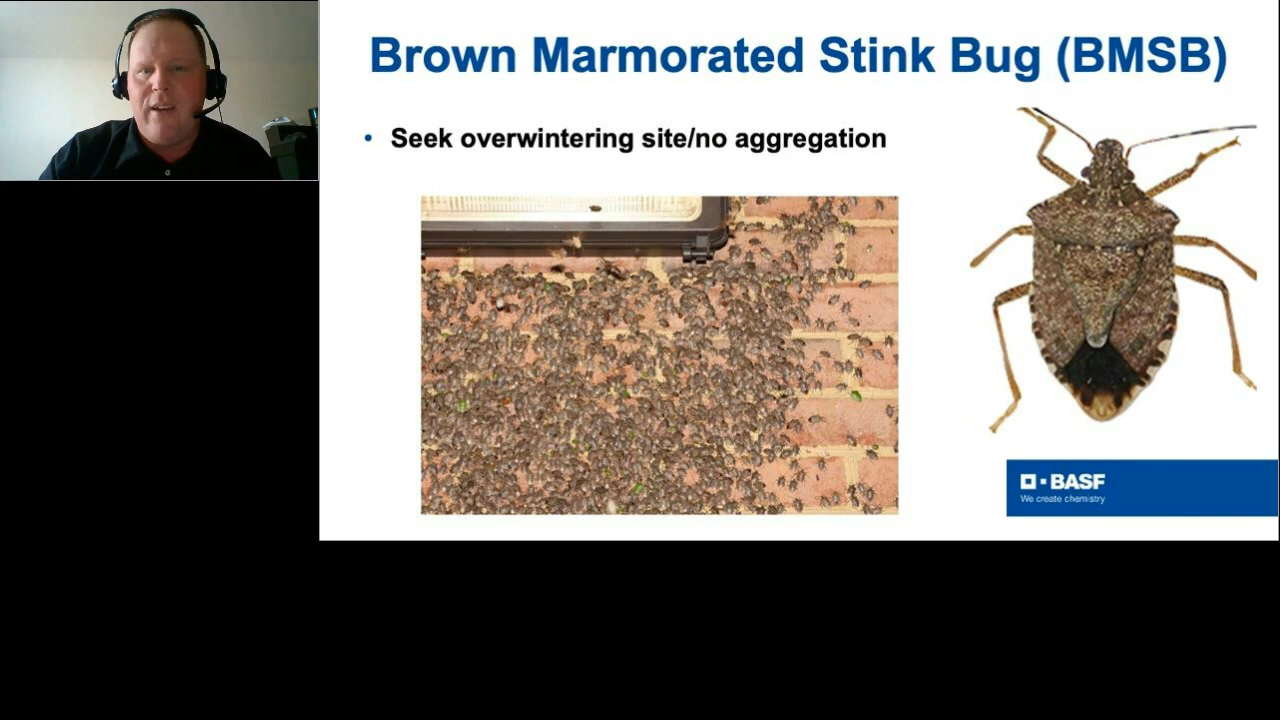 Brown Marmorated Stink Bug (BMSB)
• Seek overwintering site/no aggregation
BASF
We create chemistry